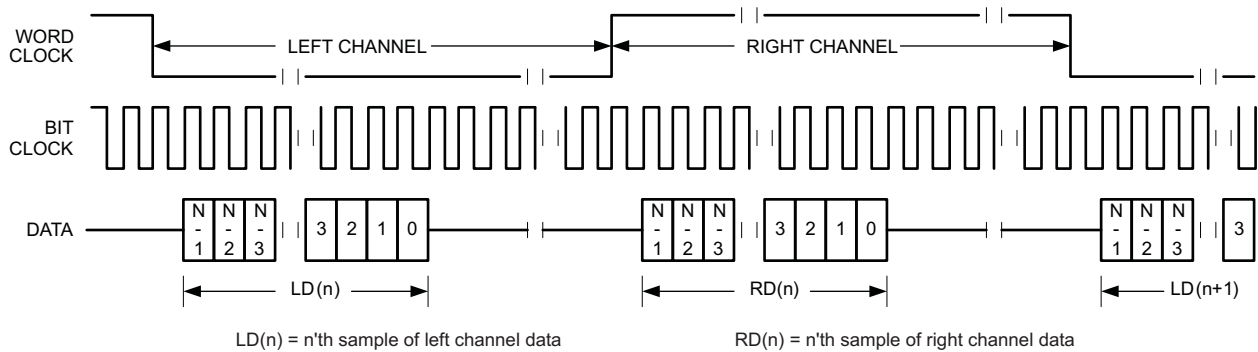 WORD
CLOCK
LEFT CHANNEL
RIGHT CHANNEL
BIT
CLOCK
DATA
N
-
1
N
-
2
N
-
3
3 2 1 0
N
-
1
N
-
2
N
-
3
3 2 1 0
N
-
1
N
-
2
N
-
3
3
LD(n)
RD(n)
LD(n+1)
LD(n) = n'th sample of left channel data
RD(n) = n'th sample of right channel data